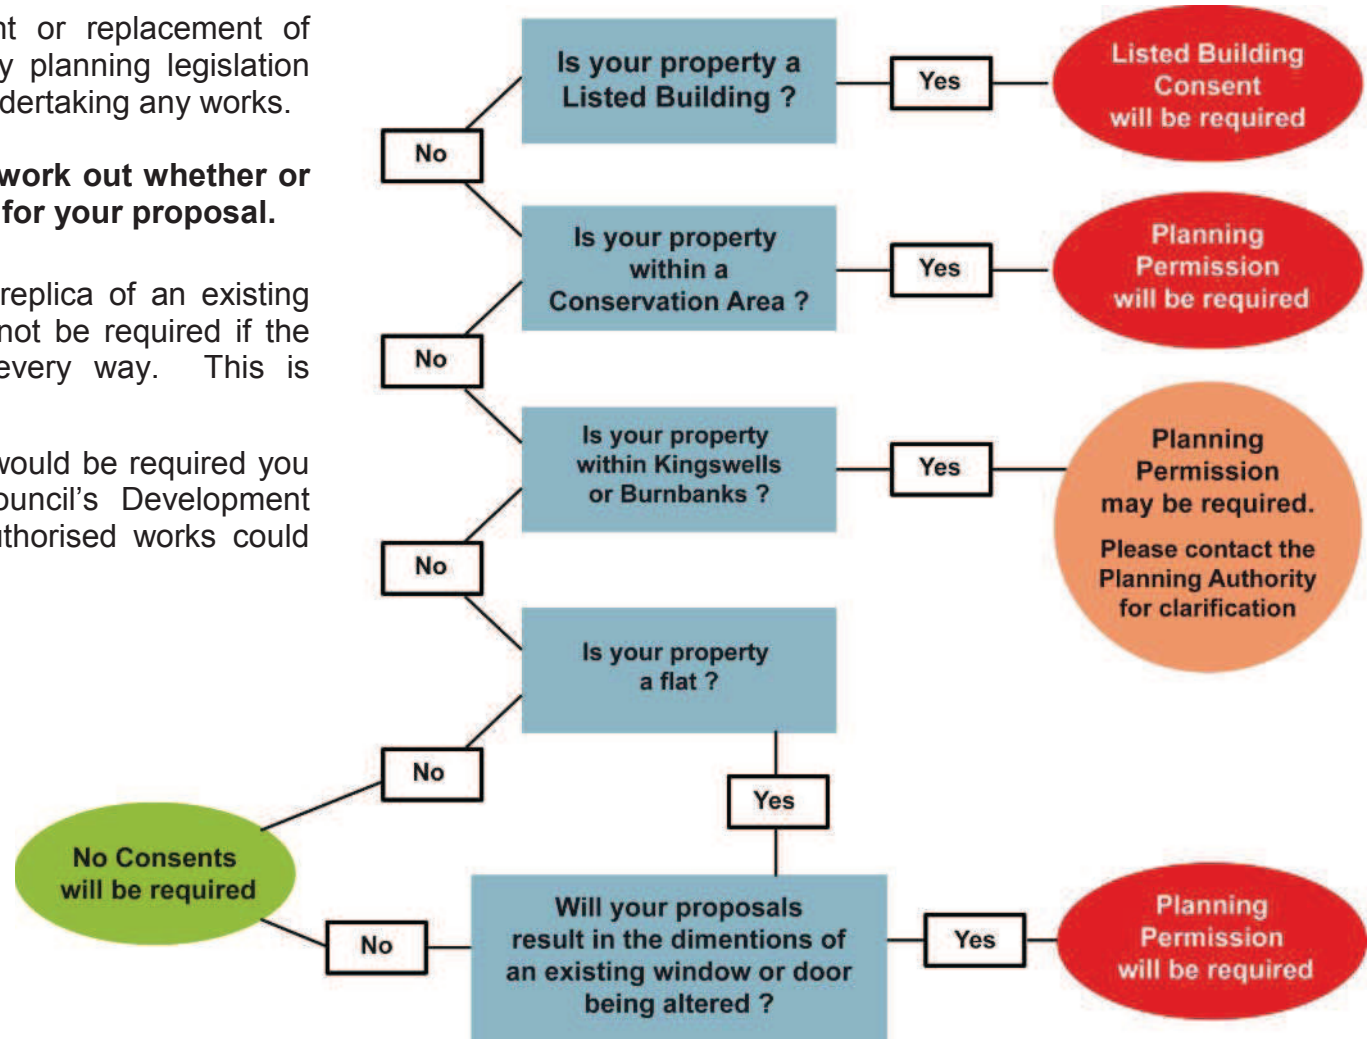 nt or replacement of
y planning legislation
dertaking any works.
work out whether or
for your proposal.
replica of an existing
not be required if the
every way. This is
would be required you
ouncil's Development
uthorised works could
Is your property a
Listed Building ?
Yes
Listed Building
Consent
will be required
No
Is your property
within a
Conservation Area ?
Yes
Planning
Permission
will be required
No
Is your property
within Kingswells
or Burnbanks ?
Yes
Planning
Permission
may be required.
Please contact the
Planning Authority
for clarification
No
Is your property
a flat ?
No
Yes
No Consents
will be required
No
Will your proposals
result in the dimentions of
an existing window or door
being altered ?
Yes
Planning
Permission
will be required